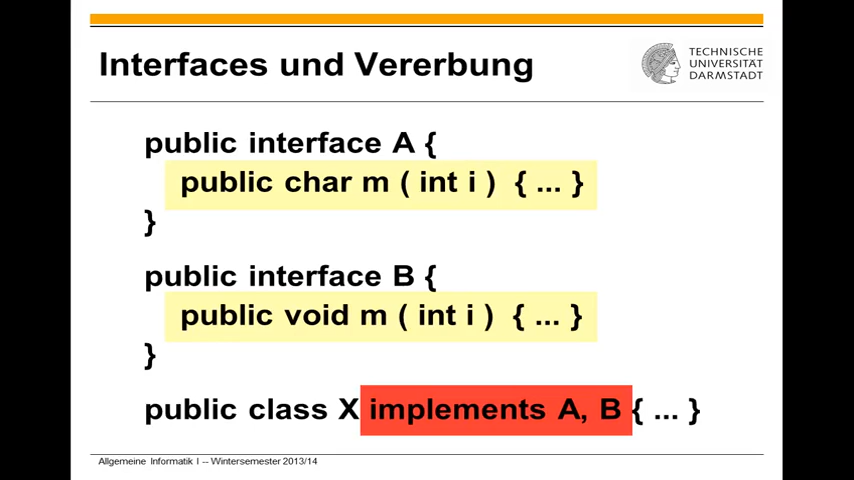 Interfaces und Vererbung
TECHNISCHE
UNIVERSITÄT
DARMSTADT
public interface A {
public char m ( int i ) { ... }
}
public interface B {
public void m ( int i ) { ... }
}
public class X implements A, B { ... }
Allgemeine Informatik I -- Wintersemester 2013/14